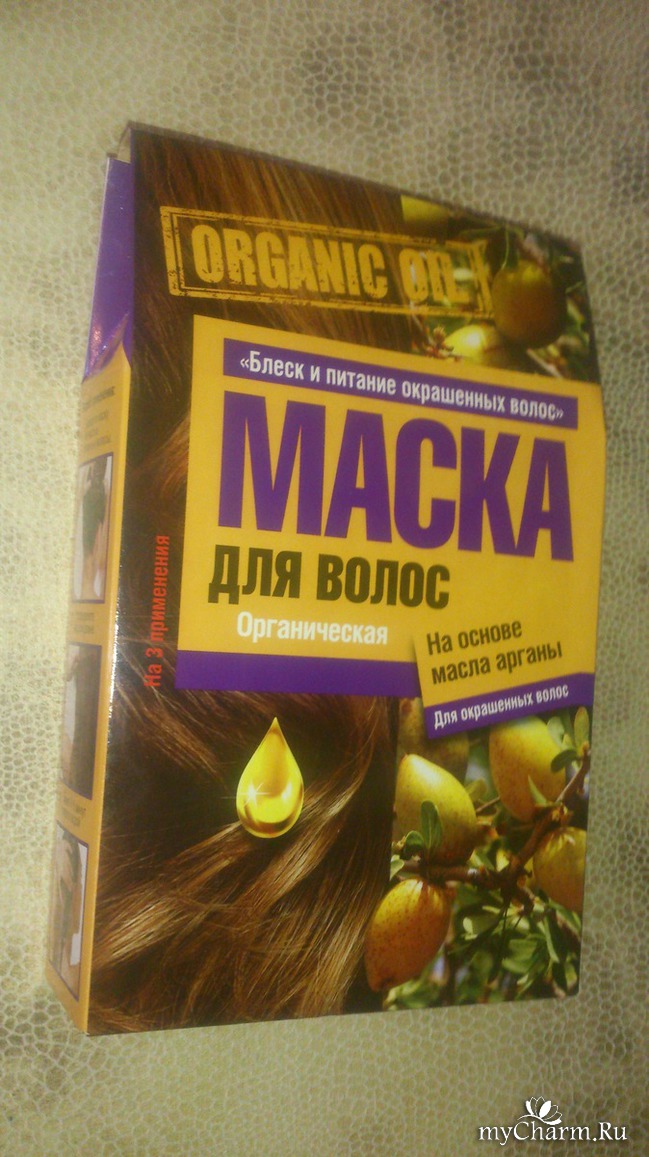 ORGANIC OIL
«Блеск и питание окрашенных волос»
МАСКА
ДЛЯ ВОЛОС
Органическая
На основе
масла арганы
Для окрашенных волос
На 3 применения
myCharm.Ru